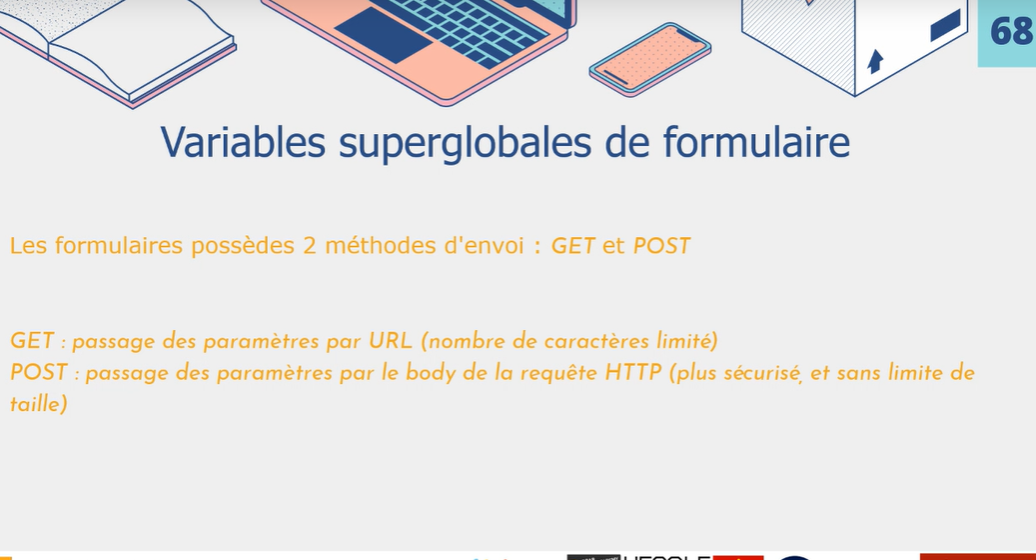 68
Variables superglobales de formulaire
Les formulaires possèdes 2 méthodes d'envoi : GET et POST
GET : passage des paramètres par URL (nombre de caractères limité)
POST : passage des paramètres par le body de la requête HTTP (plus sécurisé, et sans limite de
taille)